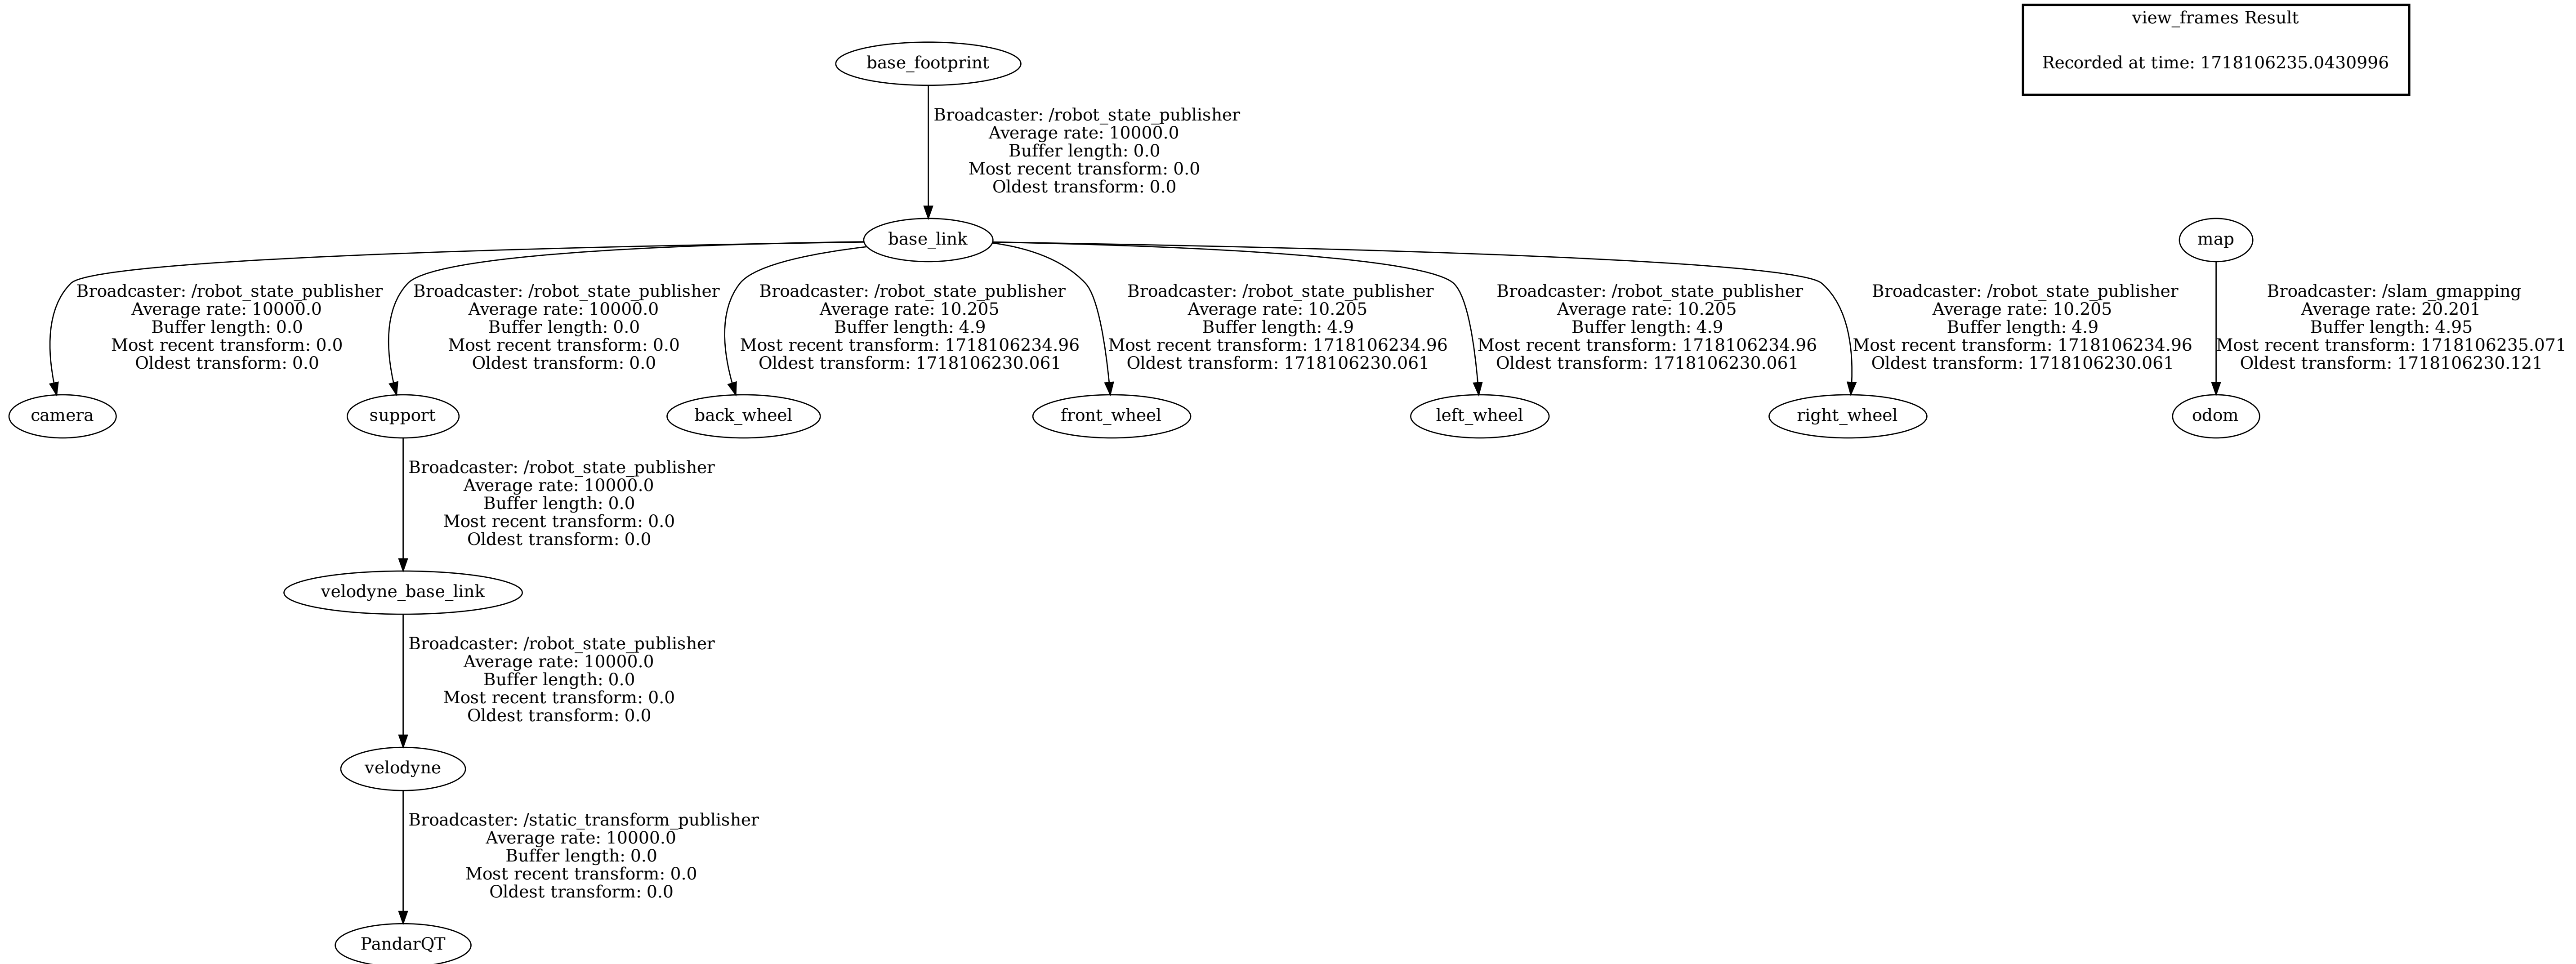 view_frames Result
Recorded at time: 1718106235.0430996
base_footprint
Broadcaster: /robot_state_publisher
Average rate: 10000.0
Buffer length: 0.0
Most recent transform: 0.0
Oldest transform: 0.0
base_link
map
Broadcaster: /robot_state_publisher
Average rate: 10000.0
Buffer length: 0.0
Most recent transform: 0.0
Oldest transform: 0.0
Broadcaster: /robot_state_publisher
Average rate: 10000.0
Buffer length: 0.0
Most recent transform: 0.0
Oldest transform: 0.0
Broadcaster: /robot_state_publisher
Average rate: 10.205
Buffer length: 4.9
Most recent transform: 1718106234.96
Oldest transform: 1718106230.061
Broadcaster: /robot_state_publisher
Average rate: 10.205
Buffer length: 4.9
Most recent transform: 1718106234.96
Oldest transform: 1718106230.061
Broadcaster: /robot_state_publisher
Average rate: 10.205
Buffer length: 4.9
Most recent transform: 1718106234.96
Oldest transform: 1718106230.061
Broadcaster: /robot_state_publisher
Average rate: 10.205
Buffer length: 4.9
Most recent transform: 1718106234.96
Oldest transform: 1718106230.061
Broadcaster: /slam_gmapping
Average rate: 20.201
Buffer length: 4.95
Most recent transform: 1718106235.071
Oldest transform: 1718106230.121
camera
support
back_wheel
front_wheel
left_wheel
right_wheel
odom
Broadcaster: /robot_state_publisher
Average rate: 10000.0
Buffer length: 0.0
Most recent transform: 0.0
Oldest transform: 0.0
velodyne_base_link
Broadcaster: /robot_state_publisher
Average rate: 10000.0
Buffer length: 0.0
Most recent transform: 0.0
Oldest transform: 0.0
velodyne
Broadcaster: /static_transform_publisher
Average rate: 10000.0
Buffer length: 0.0
Most recent transform: 0.0
Oldest transform: 0.0
PandarQT